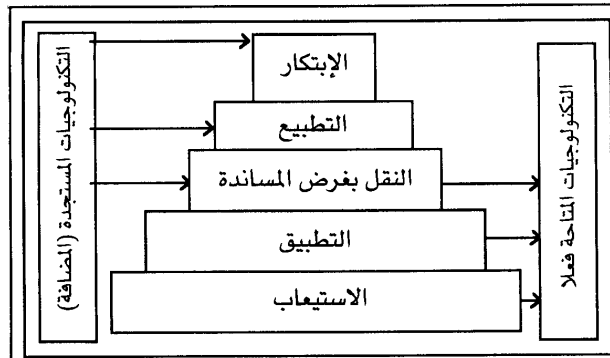 الإبتكار
التطبيع
النقل بغرض المساندة
التطبيق
الاستيعاب
التكنولوجيات المستجدة (المضافة)
التكنولوجيات المتاحة فعلا